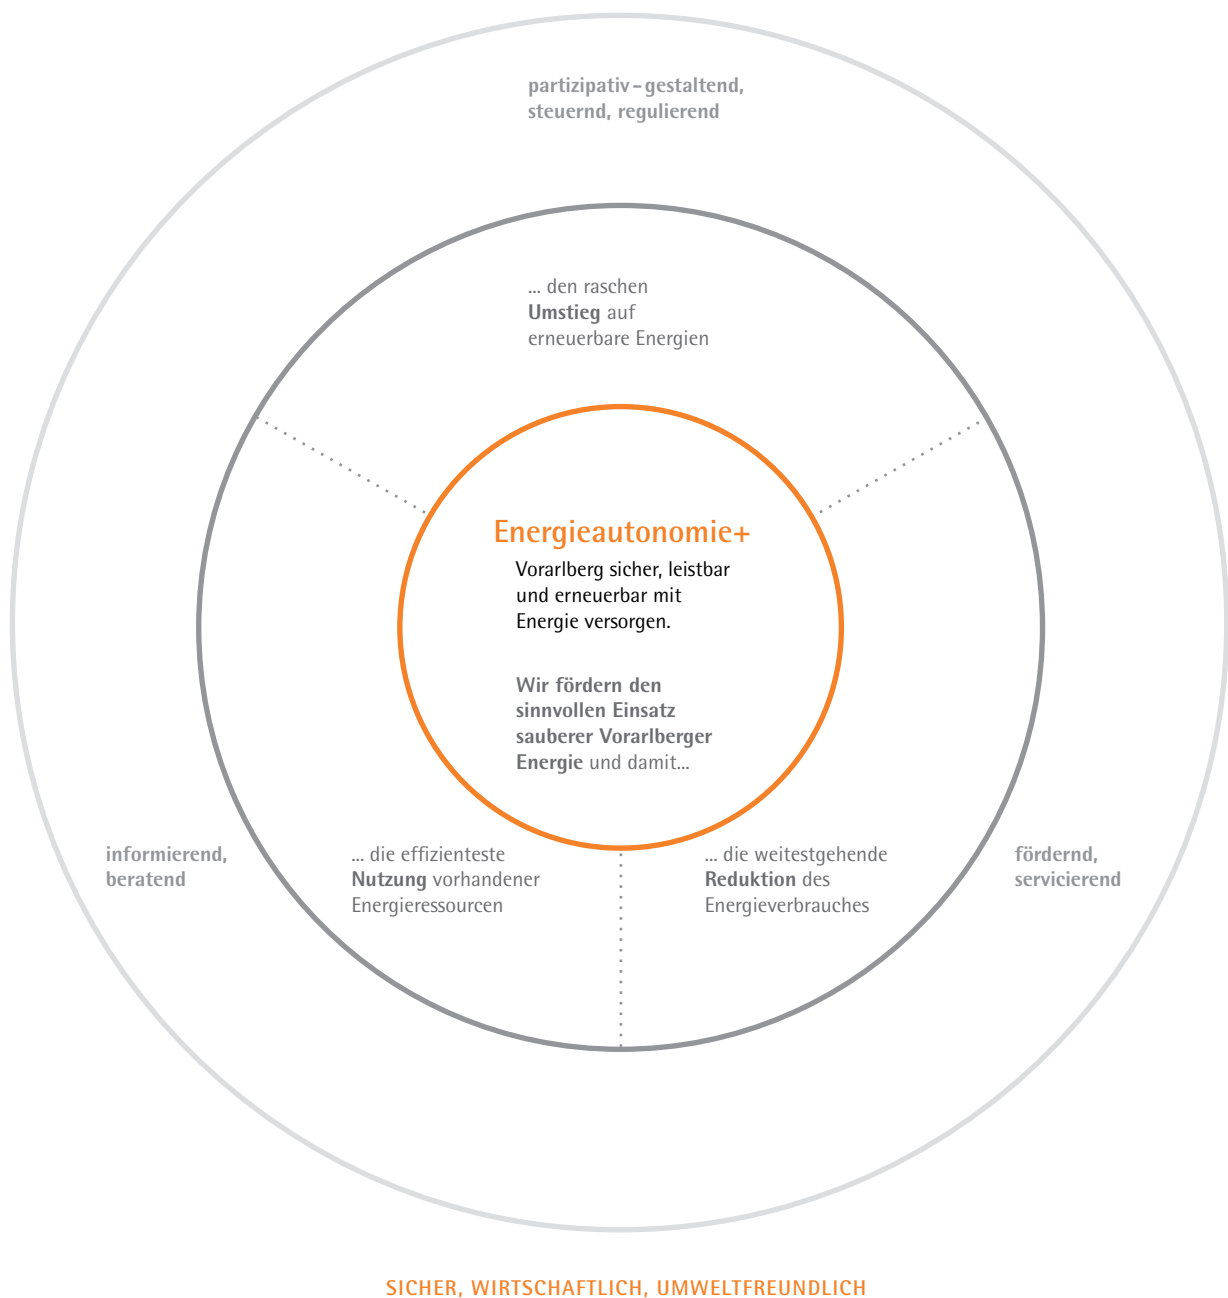 partizipativ-gestaltend,
steuernd, regulierend
... den raschen
Umstieg auf
erneuerbare Energien
Energieautonomie+
Vorarlberg sicher, leistbar
und erneuerbar mit
Energie versorgen.
Wir fördern den
sinnvollen Einsatz
sauberer Vorarlberger
Energie und damit...
informierend,
beratend
... die effizienteste
Nutzung vorhandener
Energieressourcen
... die weitestgehende
Reduktion des
Energieverbrauches
fördernd,
servicierend
SICHER, WIRTSCHAFTLICH, UMWELTFREUNDLICH